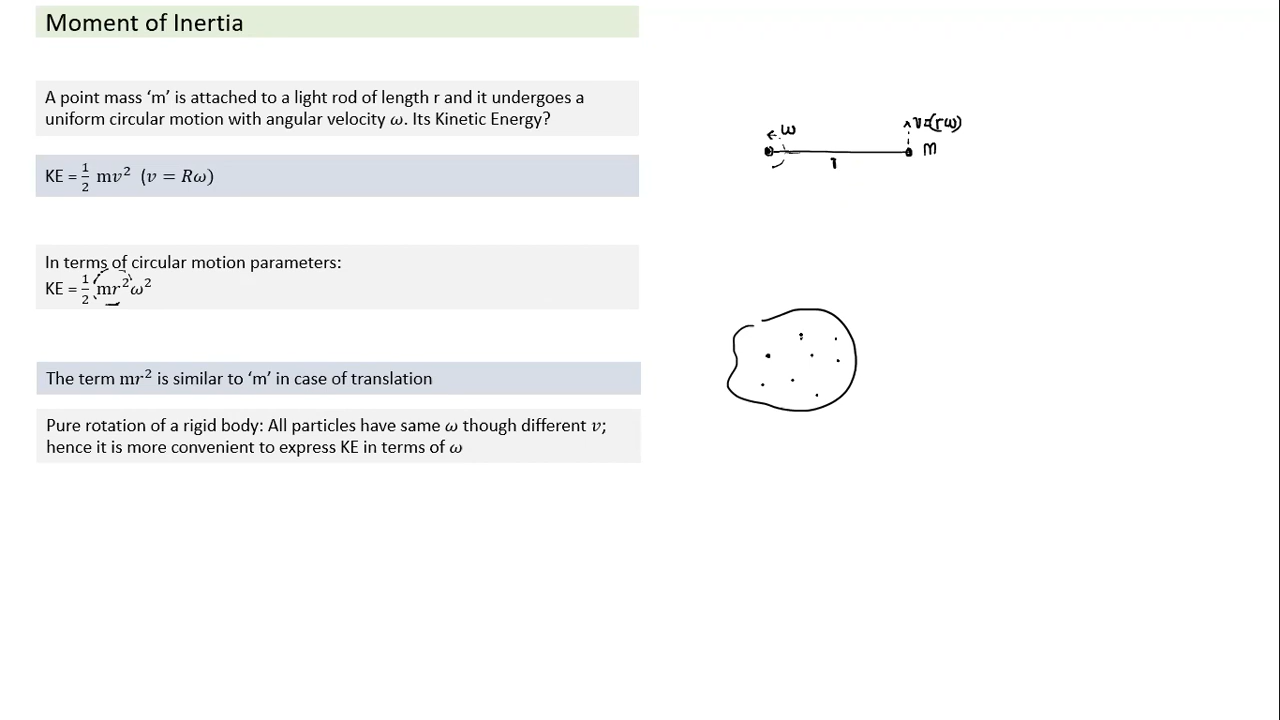 Moment of Inertia
A point mass ‘m’ is attached to a light rod of length r and it undergoes a
uniform circular motion with angular velocity ω. Its Kinetic Energy?
KE = 1/2 mv² (v = Rω)
In terms of circular motion parameters:
KE = 1/2 mr²ω²
The term mr² is similar to ‘m’ in case of translation
Pure rotation of a rigid body: All particles have same ω though different v;
hence it is more convenient to express KE in terms of ω
ω
v=(rω)
m
r